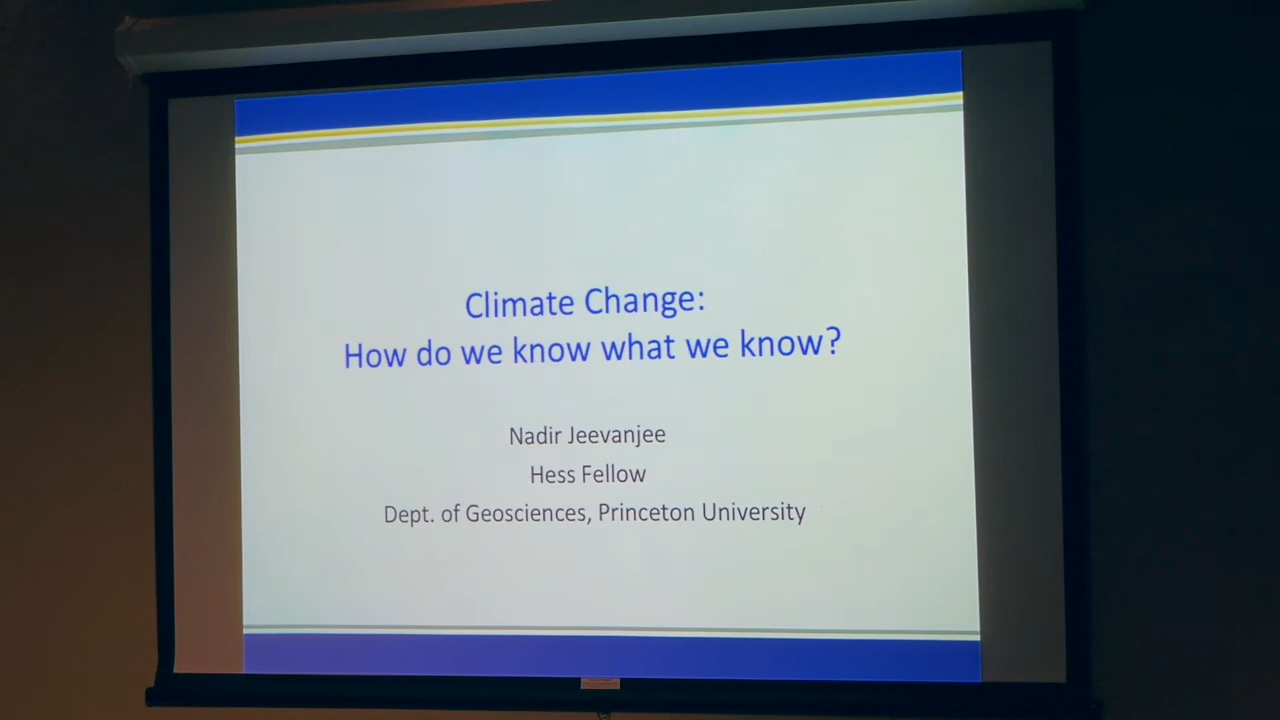 Climate Change:
How do we know what we know?
Nadir Jeevanjee
Hess Fellow
Dept. of Geosciences, Princeton University